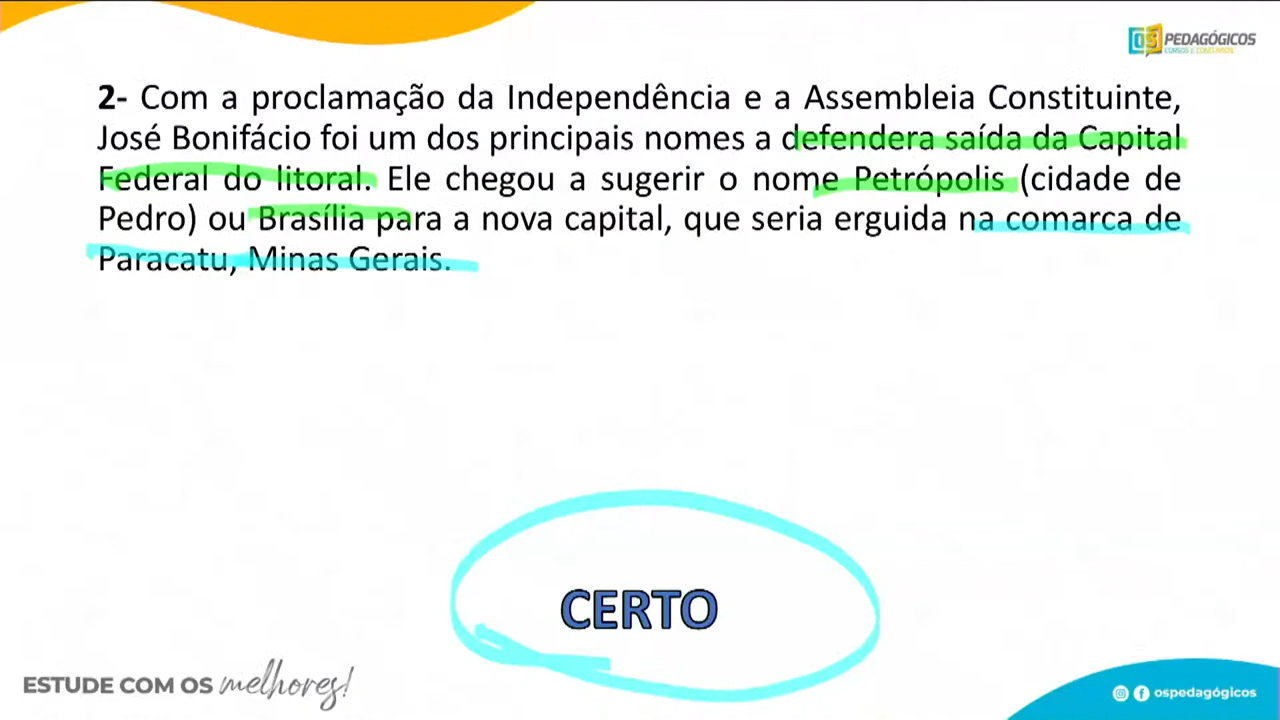 OS PEDAGÓGICOS
CURSOS E CONCURSOS
2- Com a proclamação da Independência e a Assembleia Constituinte,
José Bonifácio foi um dos principais nomes a defendera saída da Capital
Federal do litoral. Ele chegou a sugerir o nome Petrópolis (cidade de
Pedro) ou Brasília para a nova capital, que seria erguida na comarca de
Paracatu, Minas Gerais.
CERTO
ESTUDE COM OS melhores!
ospedagógicos